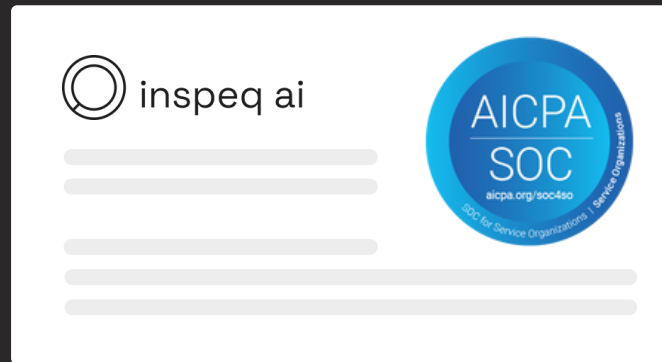 inspeq ai
AICPA
SOC
aicpa.org/soc4so
SOC for Service Organizations | Service Organizations